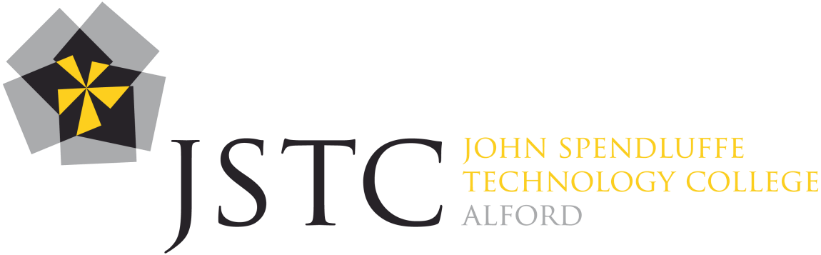 JSTC
JOHN SPENDLUFFE
TECHNOLOGY COLLEGE
ALFORD